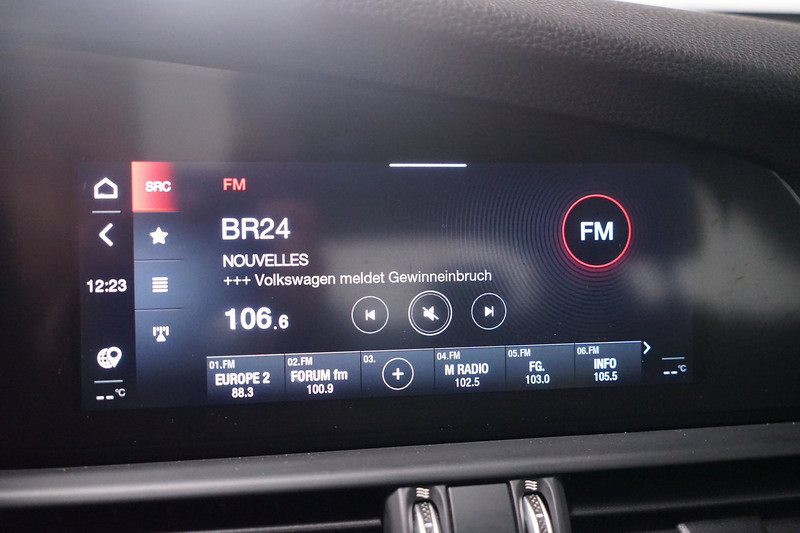 SRC
FM
BR24
NOUVELLES
+++ Volkswagen meldet Gewinneinbruch
106.6
FM
12:23
--°C
01.FM
EUROPE 2
88.3
02.FM
FORUM fm
100.9
03.
+
04.FM
M RADIO
102.5
05.FM
FG.
103.0
06.FM
INFO
105.5
--°C